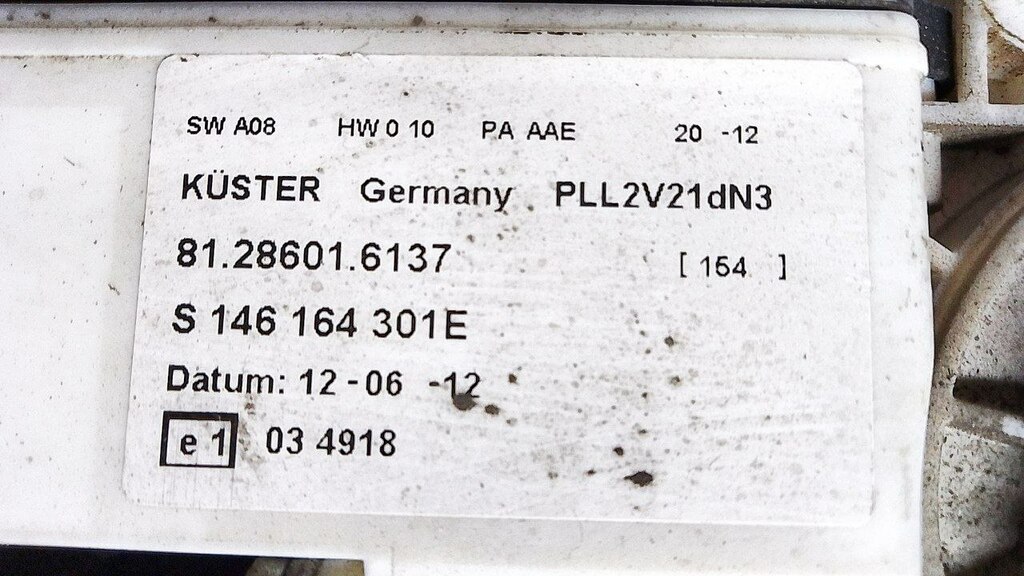 SW A08 HW 0 10 PA AAE 20 -12
KÜSTER Germany PLL2V21dN3
81.28601.6137 [ 154 ]
S 146 164 301E
Datum: 12-06 -12
e 1 03 4918